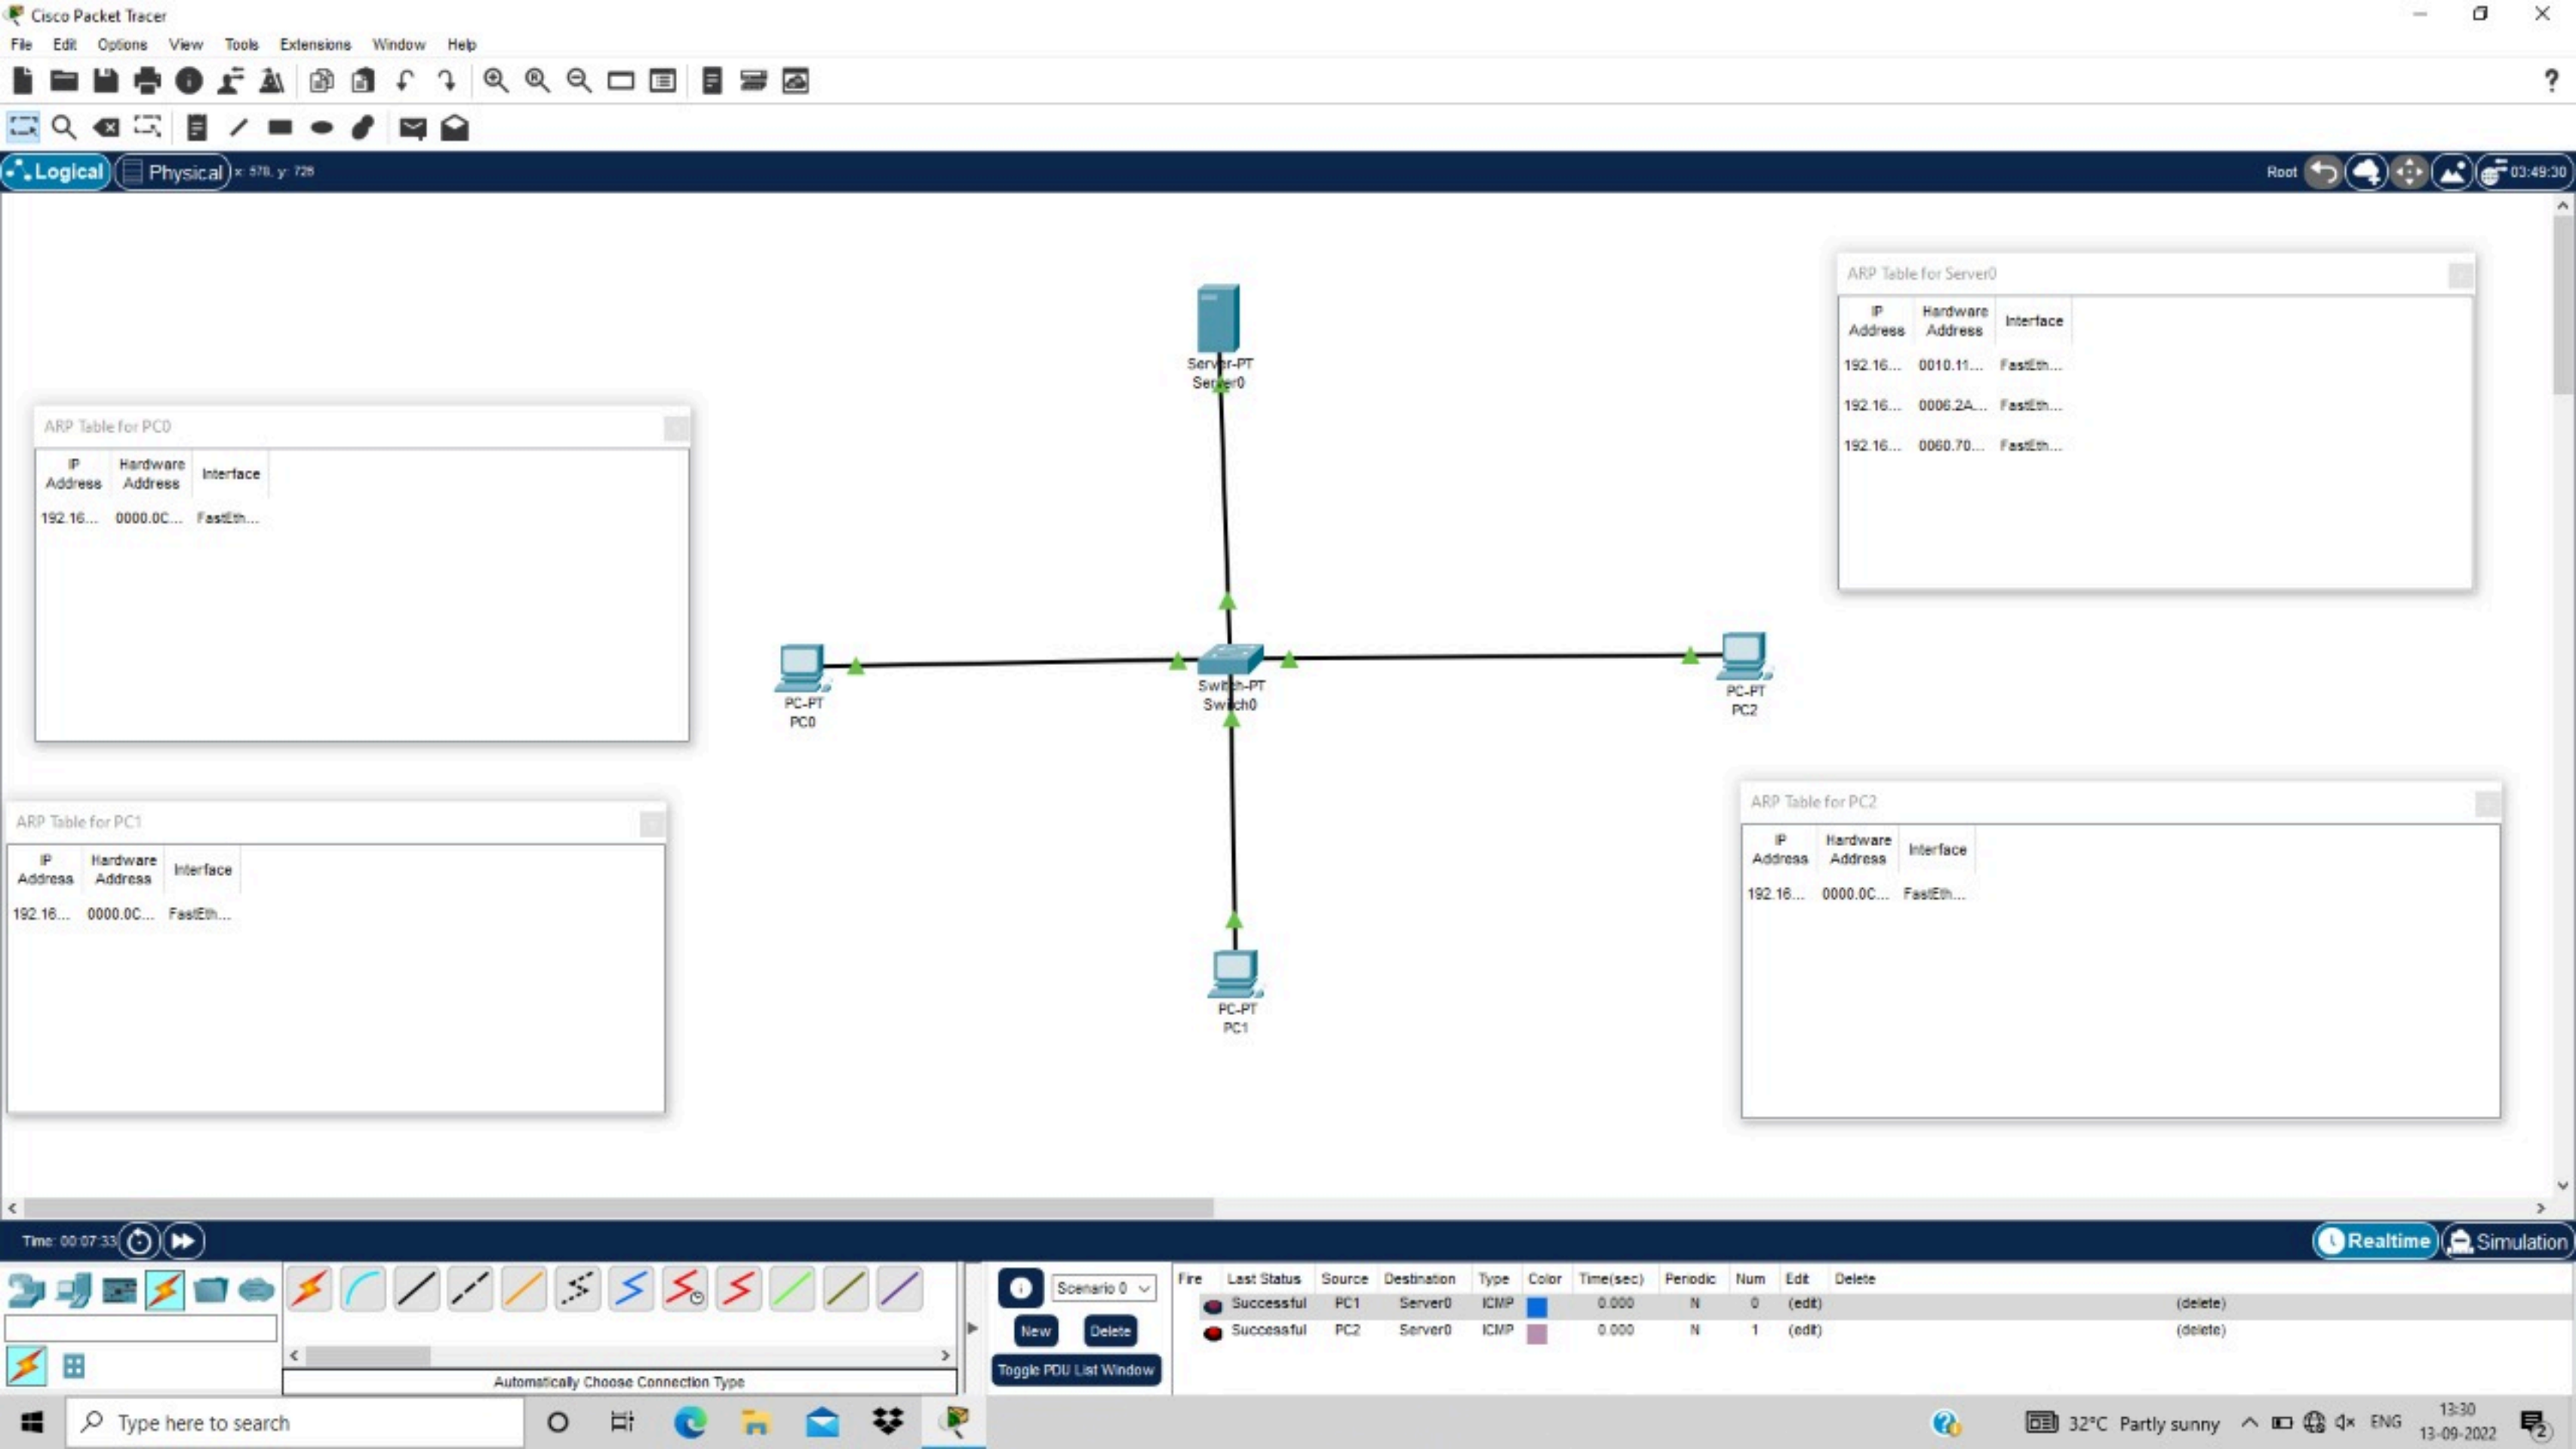 Cisco Packet Tracer
File Edit Options View Tools Extensions Window Help
?
Logical Physical x: 578, y: 726
Root 03:49:30
Server-PT
Server0
ARP Table for Server0
IP Address Hardware Address Interface
192.16... 0010.11... FastEth...
192.16... 0006.2A... FastEth...
192.16... 0060.70... FastEth...
ARP Table for PC0
IP Address Hardware Address Interface
192.16... 0000.0C... FastEth...
PC-PT
PC0
Switch-PT
Switch0
PC-PT
PC2
ARP Table for PC1
IP Address Hardware Address Interface
192.16... 0000.0C... FastEth...
ARP Table for PC2
IP Address Hardware Address Interface
192.16... 0000.0C... FastEth...
PC-PT
PC1
Time: 00:07:33
Realtime Simulation
Scenario 0
New Delete
Toggle PDU List Window
Automatically Choose Connection Type
Fire Last Status Source Destination Type Color Time(sec) Periodic Num Edit Delete
Successful PC1 Server0 ICMP 0.000 N 0 (edit) (delete)
Successful PC2 Server0 ICMP 0.000 N 1 (edit) (delete)
Type here to search
32°C Partly sunny ENG
13:30
13-09-2022
2